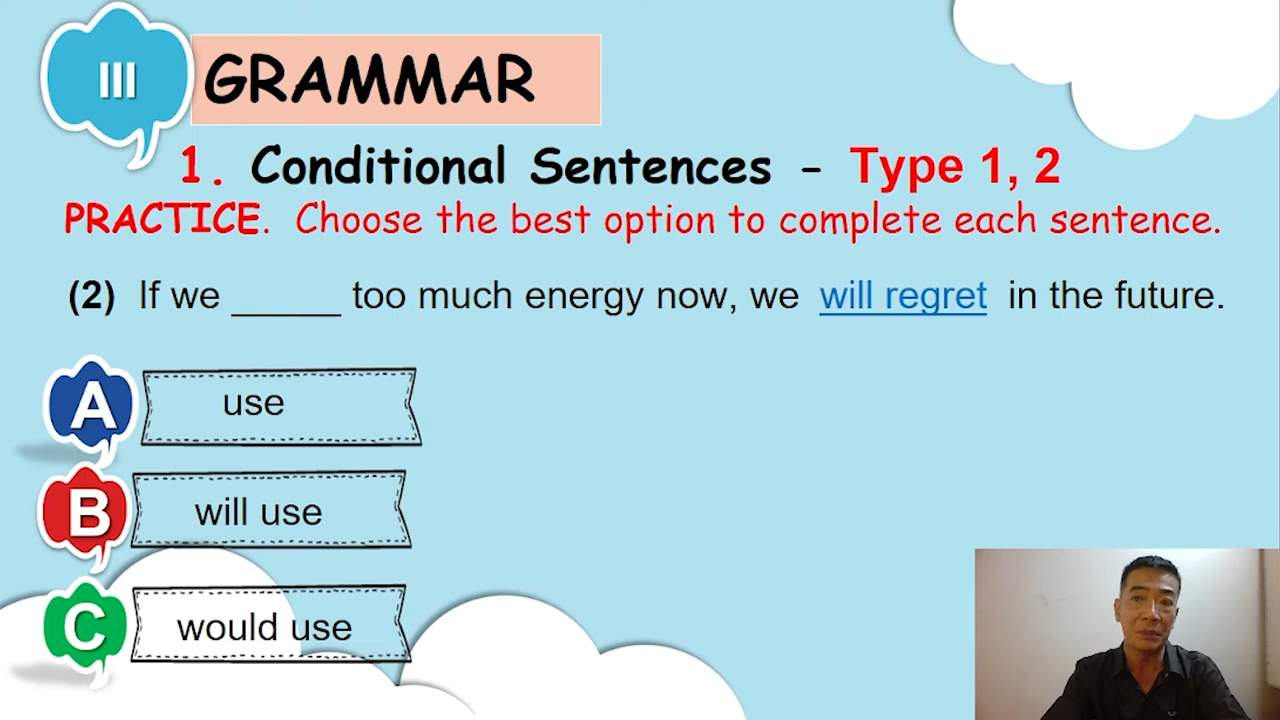 III
GRAMMAR
1. Conditional Sentences - Type 1, 2
PRACTICE. Choose the best option to complete each sentence.
(2) If we _____ too much energy now, we will regret in the future.
A use
B will use
C would use